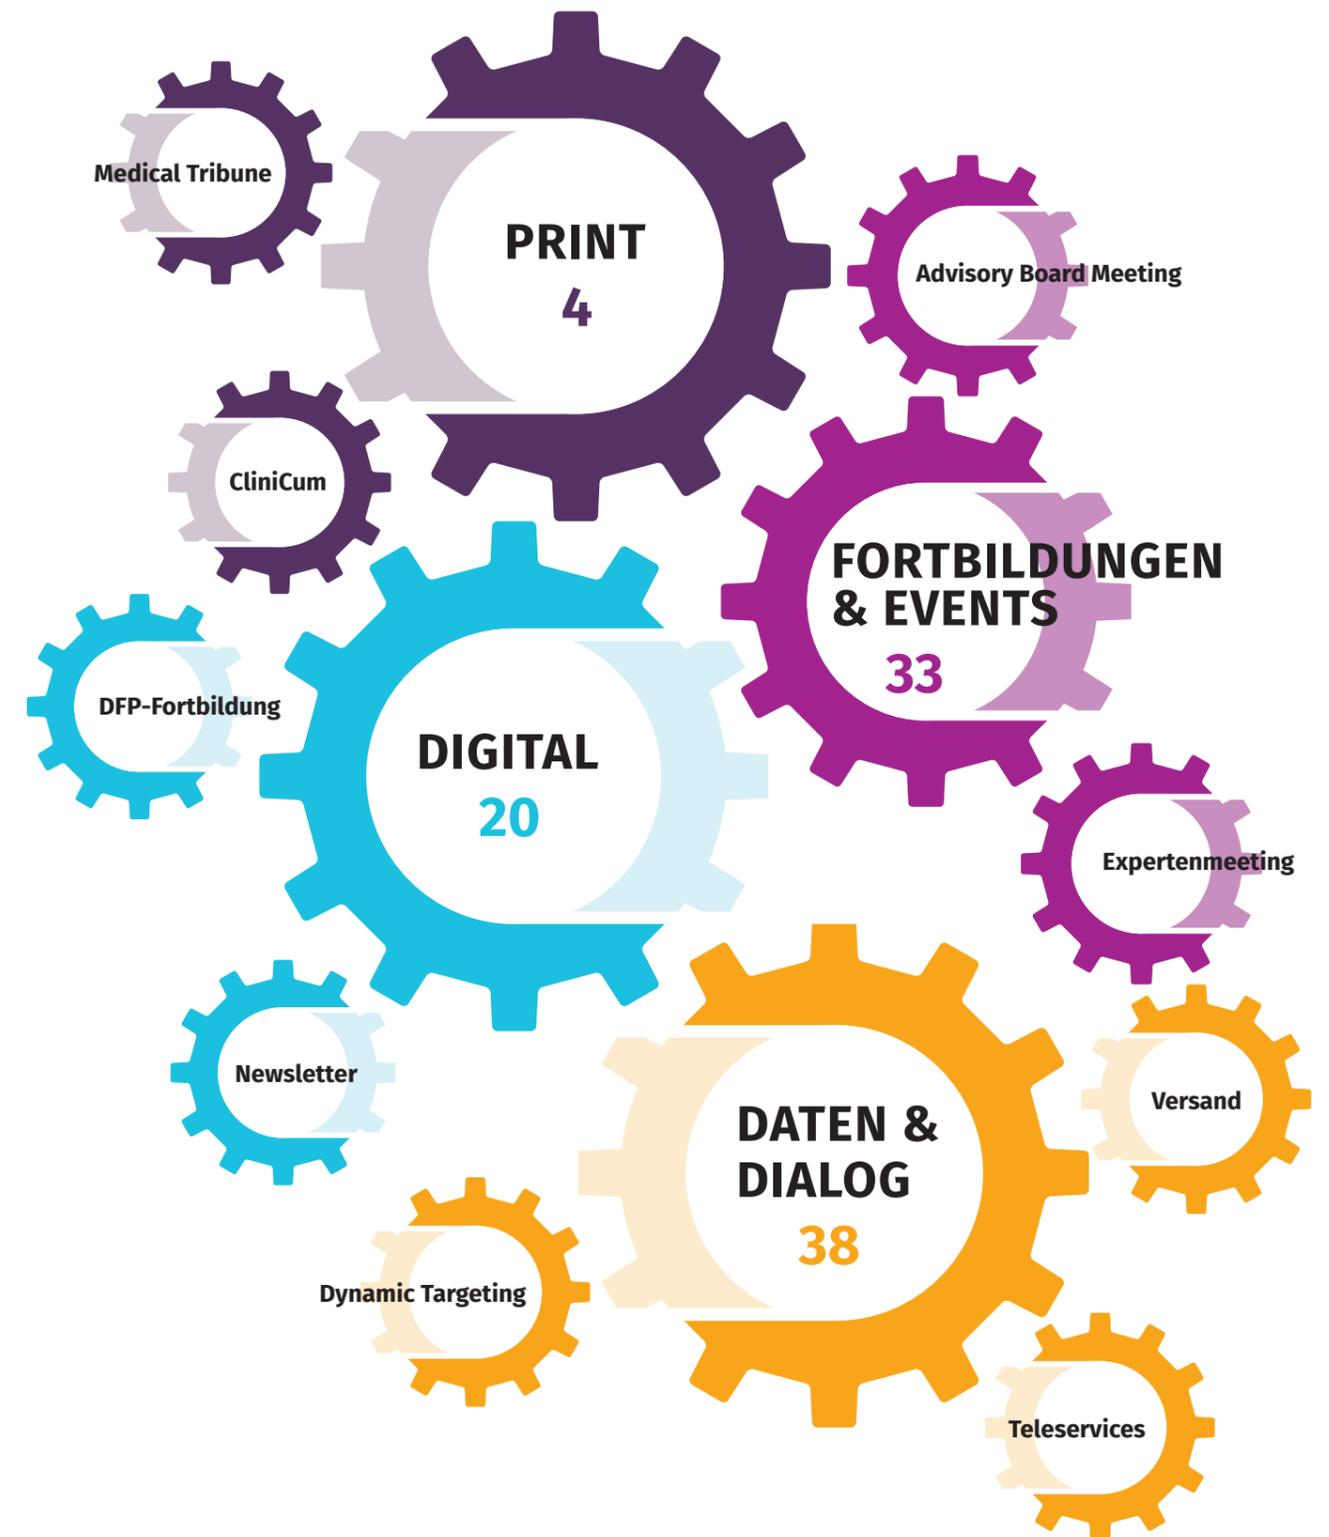 Medical Tribune
PRINT
4
Advisory Board Meeting
CliniCum
FORTBILDUNGEN
& EVENTS
33
DFP-Fortbildung
DIGITAL
20
Expertenmeeting
Newsletter
Versand
DATEN &
DIALOG
38
Dynamic Targeting
Teleservices